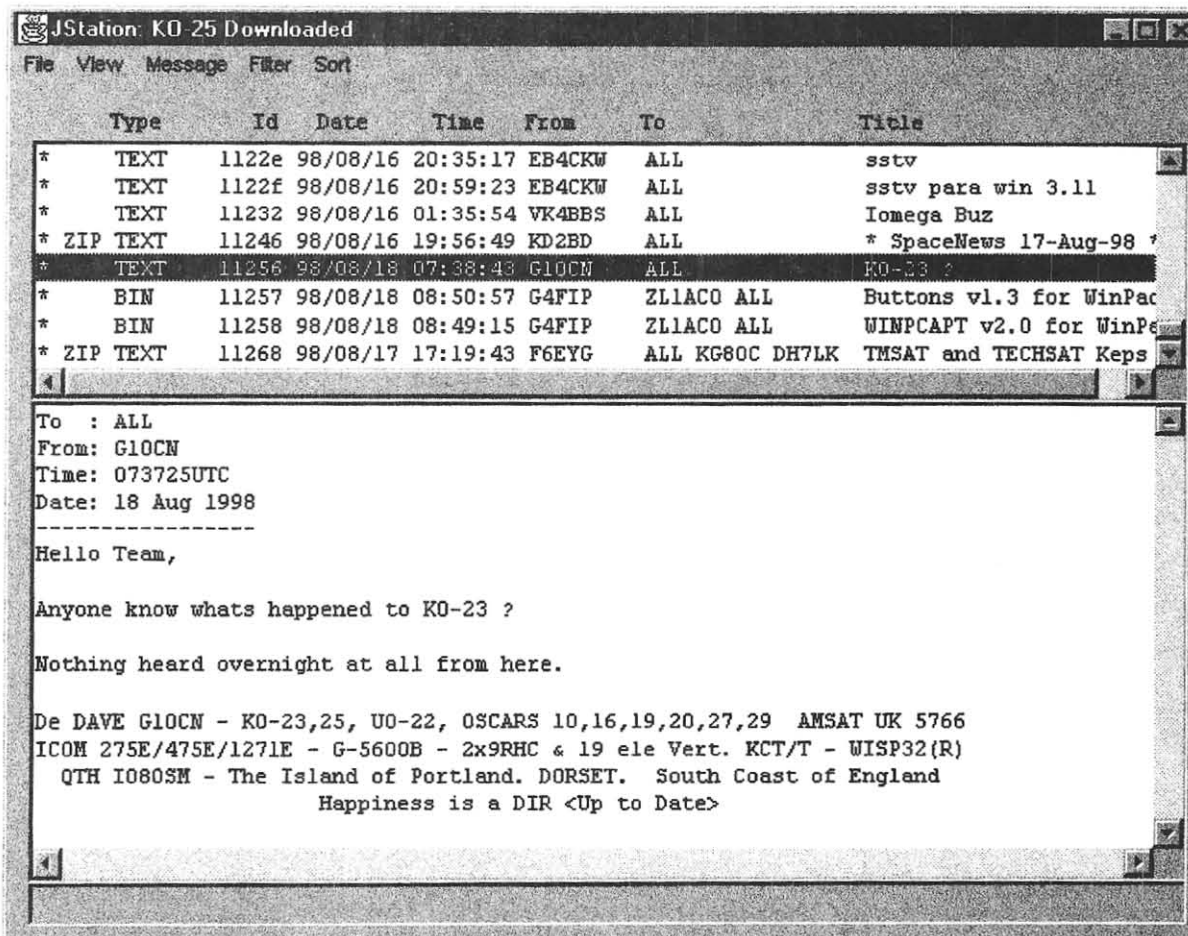 JStation: KO-25 Downloaded
File View Message Filter Sort
Type Id Date Time From To Title
* TEXT 1122e 98/08/16 20:35:17 EB4CKW ALL sstv
* TEXT 1122f 98/08/16 20:59:23 EB4CKW ALL sstv para win 3.11
* TEXT 11232 98/08/16 01:35:54 VK4BBS ALL Iomega Buz
* ZIP TEXT 11246 98/08/16 19:56:49 KD2BD ALL * SpaceNews 17-Aug-98 *
* TEXT 11256 98/08/18 07:38:43 G1OCN ALL KO-23 ?
* BIN 11257 98/08/18 08:50:57 G4FIP ZL1ACO ALL Buttons v1.3 for WinPac
* BIN 11258 98/08/18 08:49:15 G4FIP ZL1ACO ALL WINPCAPT v2.0 for WinPa
* ZIP TEXT 11268 98/08/17 17:19:43 F6EYG ALL KG8OC DH7LK TMSAT and TECHSAT Keps
To : ALL
From: G1OCN
Time: 073725UTC
Date: 18 Aug 1998
-----------------
Hello Team,
Anyone know whats happened to KO-23 ?
Nothing heard overnight at all from here.
De DAVE G1OCN - KO-23,25, UO-22, OSCARS 10,16,19,20,27,29 AMSAT UK 5766
ICOM 275E/475E/1271E - G-5600B - 2x9RHC & 19 ele Vert. KCT/T - WISP32(R)
QTH IO80SM - The Island of Portland. DORSET. South Coast of England
Happiness is a DIR <Up to Date>